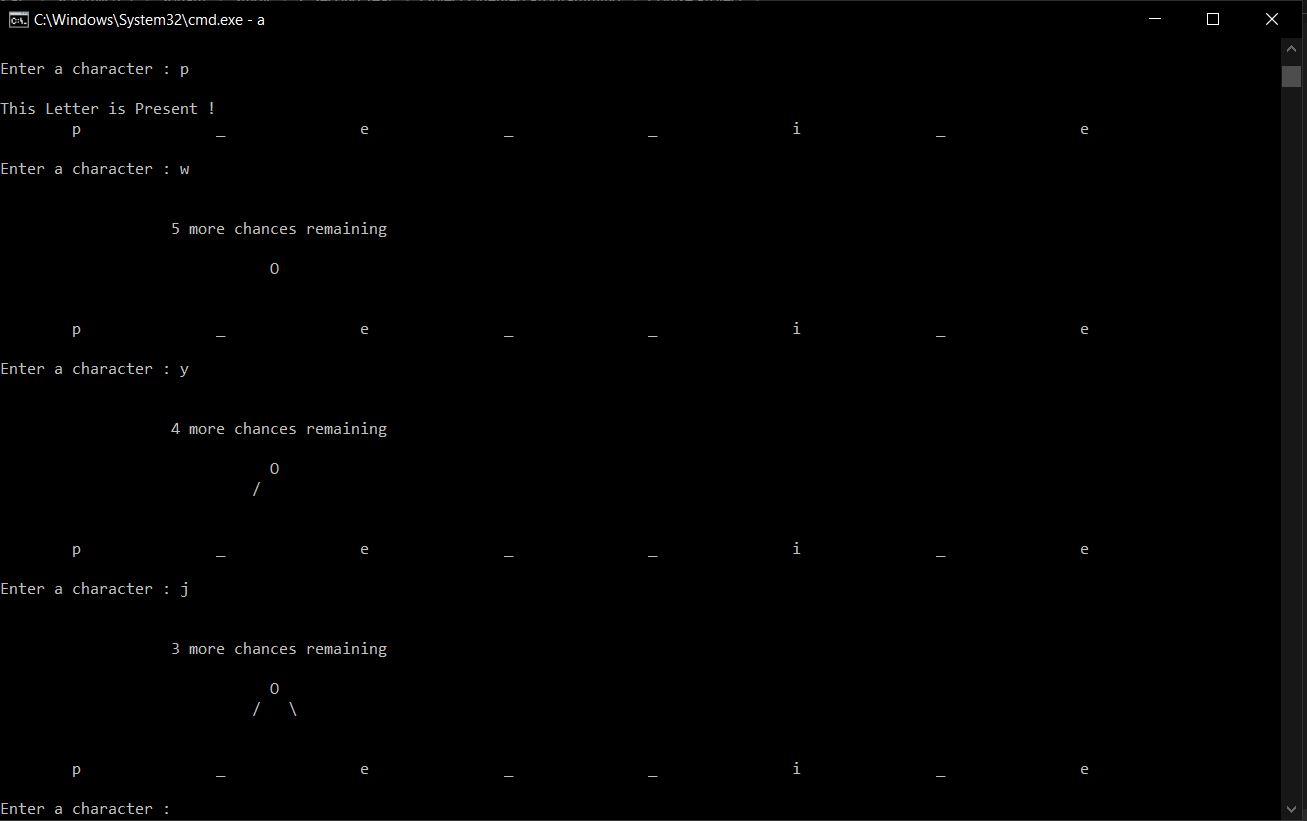 C:\Windows\System32\cmd.exe - a
Enter a character : p
This Letter is Present !
p _ e _ _ i _ e
Enter a character : w
5 more chances remaining
O
p _ e _ _ i _ e
Enter a character : y
4 more chances remaining
O
/
p _ e _ _ i _ e
Enter a character : j
3 more chances remaining
O
/ \
p _ e _ _ i _ e
Enter a character :